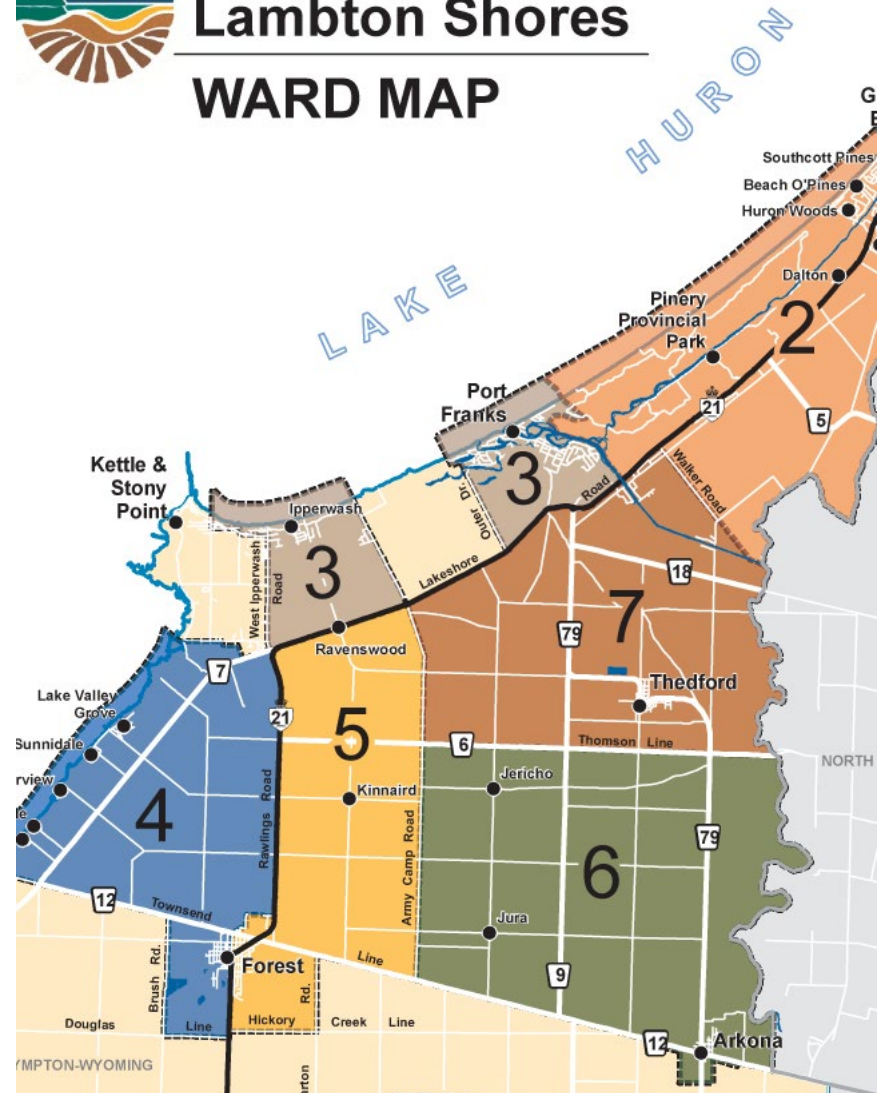 Lambton Shores
WARD MAP
LAKE
HURON
G
Southcott Pines
Beach O'Pines
Huron Woods
Dalton
2
Pinery
Provincial
Park
21
5
Port
Franks
3
Outer Dr.
Road
Walker Road
Kettle &
Stony
Point
Ipperwash
West Ipperwash
Road
3
Lakeshore
18
7
79
Ravenswood
Thedford
7
Lake Valley
Grove
21
5
6
Thomson Line
Sunnidale
NORTH
Jericho
rview
Kinnaird
4
le
Rawlings Road
Army Camp Road
79
6
12
Townsend
Jura
Brush Rd.
Forest
Line
Rd.
9
Douglas
Line
Hickory
Creek Line
12
Arkona
YMPTON-WYOMING
rton